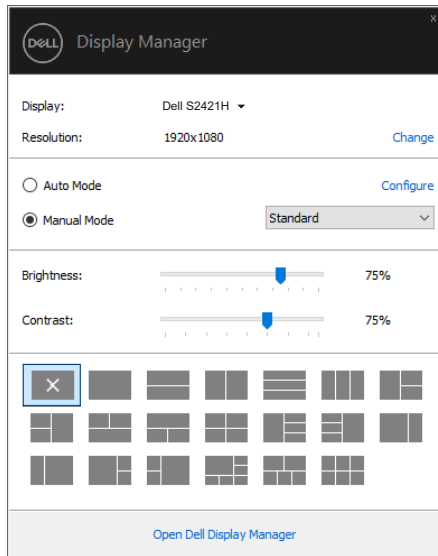 x
DELL Display Manager
Display: Dell S2421H
Resolution: 1920x1080 Change
Auto Mode Configure
Manual Mode Standard
Brightness: 75%
Contrast: 75%
Open Dell Display Manager